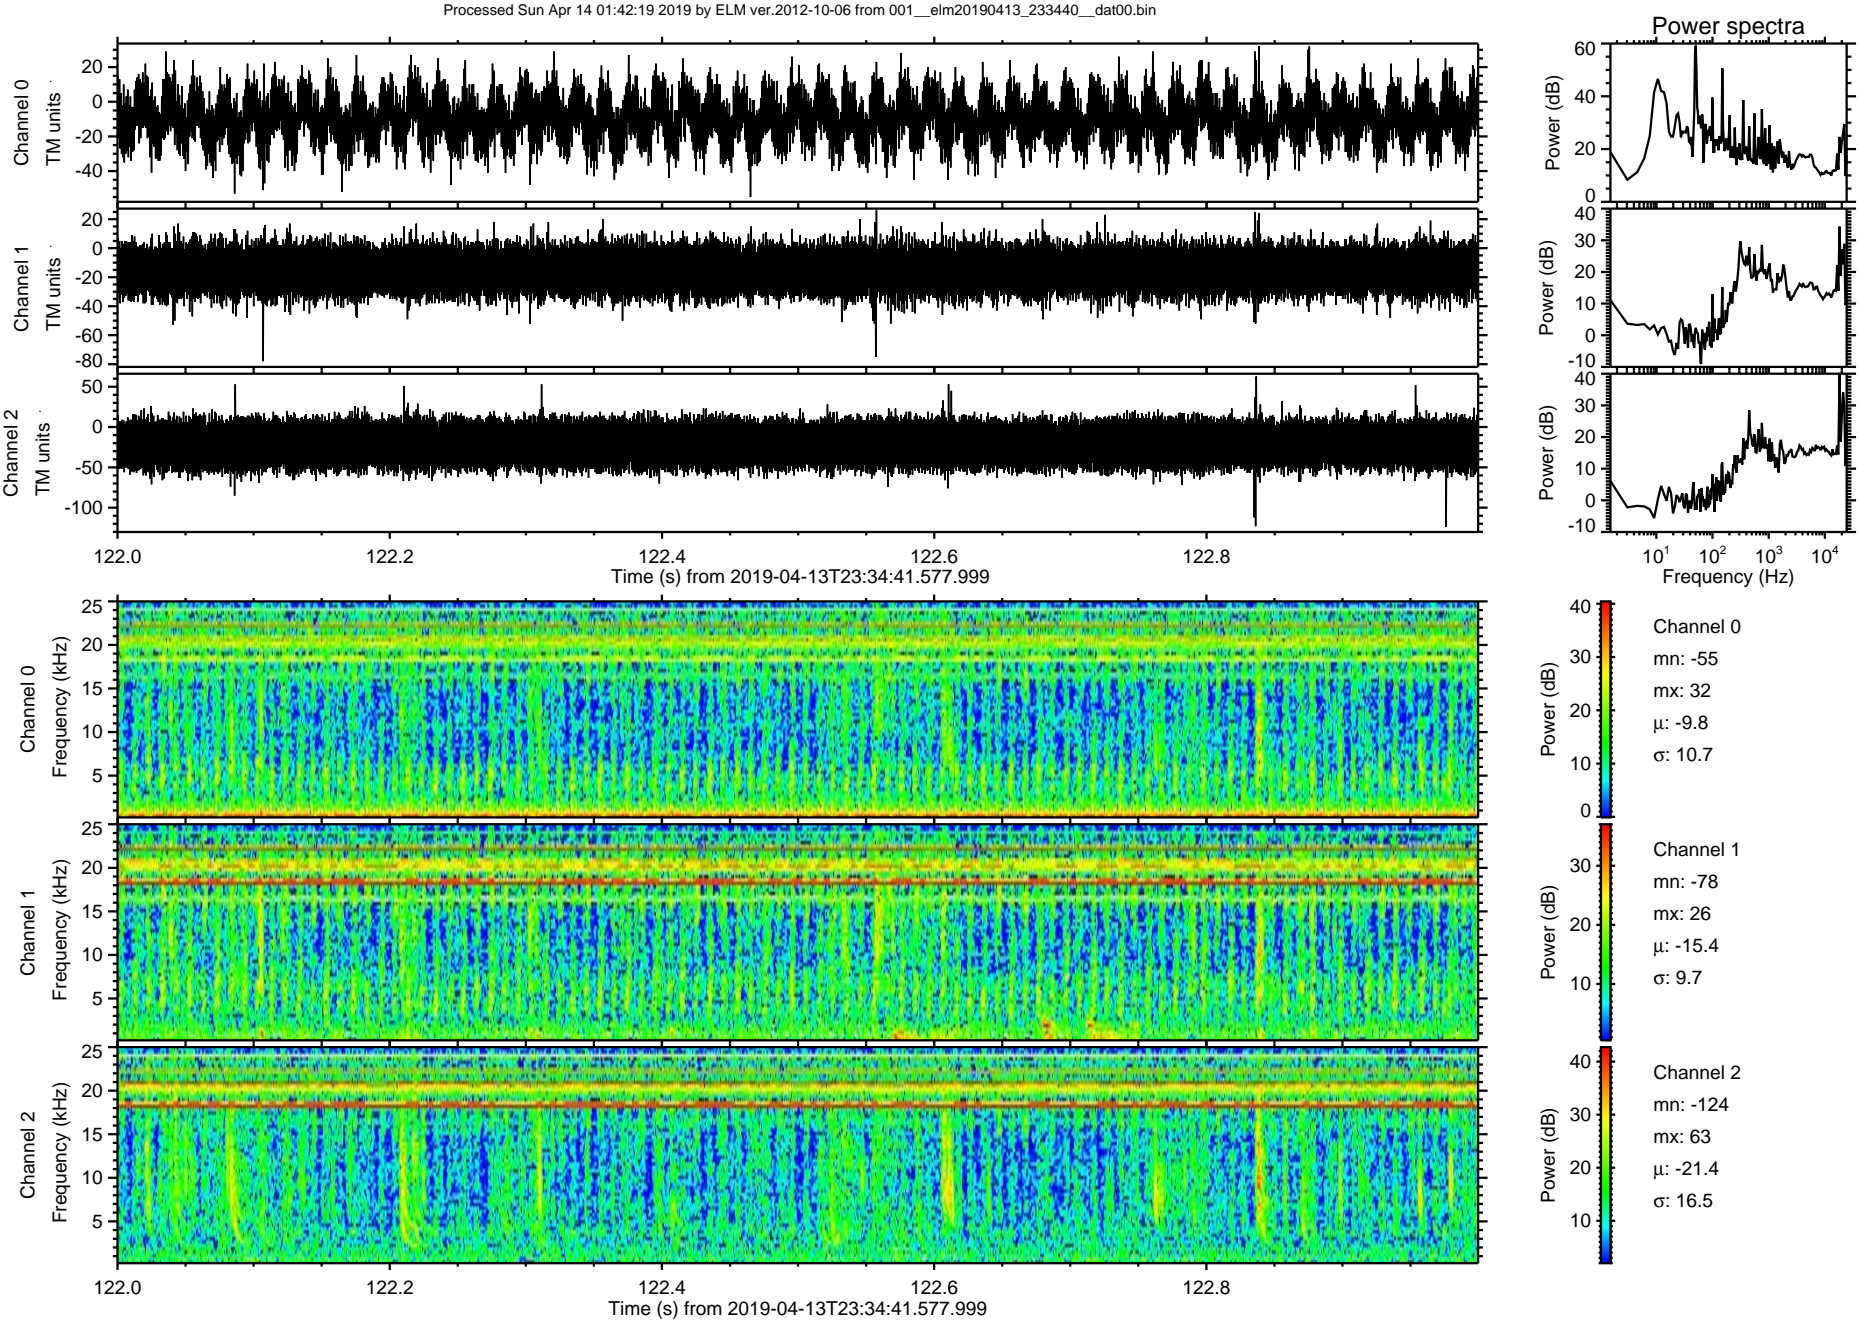 Processed Sun Apr 14 01:42:19 2019 by ELM ver.2012-10-06 from 001__elm20190413_233440__dat00.bin
Power spectra
Channel 0
TM units
20
0
-20
-40
Power (dB)
60
40
20
0
Channel 1
TM units
20
0
-20
-40
-60
-80
Power (dB)
40
30
20
10
0
-10
Channel 2
TM units
50
0
-50
-100
Power (dB)
40
30
20
10
0
-10
122.0 122.2 122.4 122.6 122.8
Time (s) from 2019-04-13T23:34:41.577.999
10¹ 10² 10³ 10⁴
Frequency (Hz)
Channel 0
Frequency (kHz)
25
20
15
10
5
Power (dB)
40
30
20
10
0
Channel 0
mn: -55
mx: 32
μ: -9.8
σ: 10.7
Channel 1
Frequency (kHz)
25
20
15
10
5
Power (dB)
30
20
10
Channel 1
mn: -78
mx: 26
μ: -15.4
σ: 9.7
Channel 2
Frequency (kHz)
25
20
15
10
5
Power (dB)
40
30
20
10
Channel 2
mn: -124
mx: 63
μ: -21.4
σ: 16.5
122.0 122.2 122.4 122.6 122.8
Time (s) from 2019-04-13T23:34:41.577.999